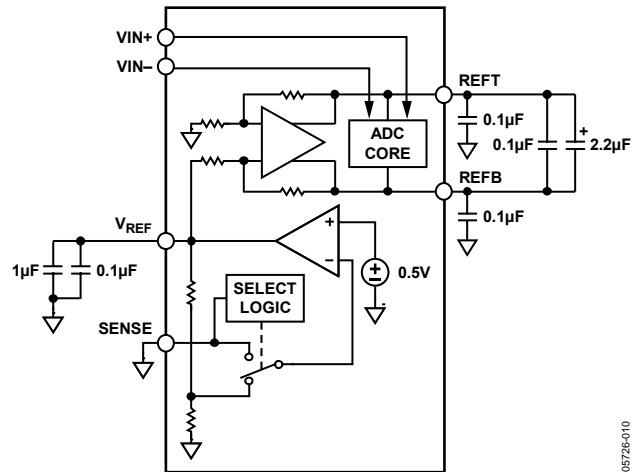 VIN+
VIN–
REFT
ADC
CORE
0.1µF
0.1µF
+
2.2µF
REFB
0.1µF
VREF
+
–
0.5V
1µF
0.1µF
SELECT
LOGIC
SENSE
05726-010